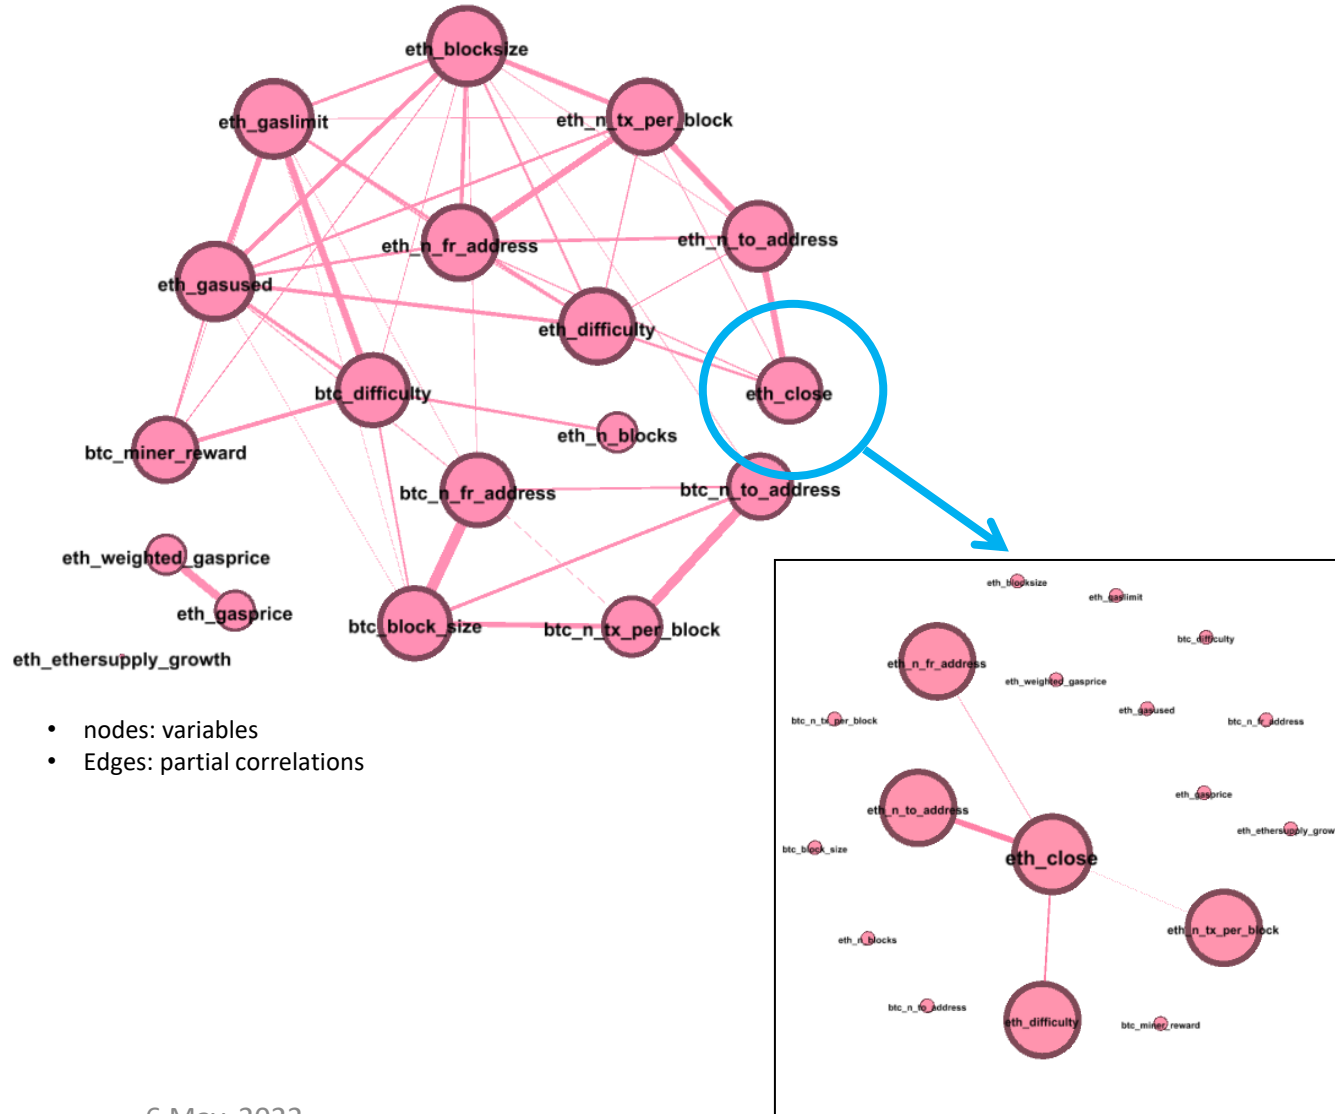 eth_blocksize
eth_gaslimit
eth_n_tx_per_block
eth_n_fr_address
eth_n_to_address
eth_gasused
eth_difficulty
btc_difficulty
eth_close
eth_n_blocks
btc_miner_reward
btc_n_fr_address
btc_n_to_address
eth_weighted_gasprice
eth_gasprice
btc_block_size
btc_n_tx_per_block
eth_ethersupply_growth
• nodes: variables
• Edges: partial correlations
eth_blocksize
eth_gaslimit
btc_difficulty
eth_n_fr_address
eth_weighted_gasprice
eth_gasused
btc_n_tx_per_block
btc_n_fr_address
eth_gasprice
eth_n_to_address
eth_ethersupply_grow
btc_block_size
eth_close
eth_n_tx_per_block
eth_n_blocks
btc_n_to_address
eth_difficulty
btc_miner_reward